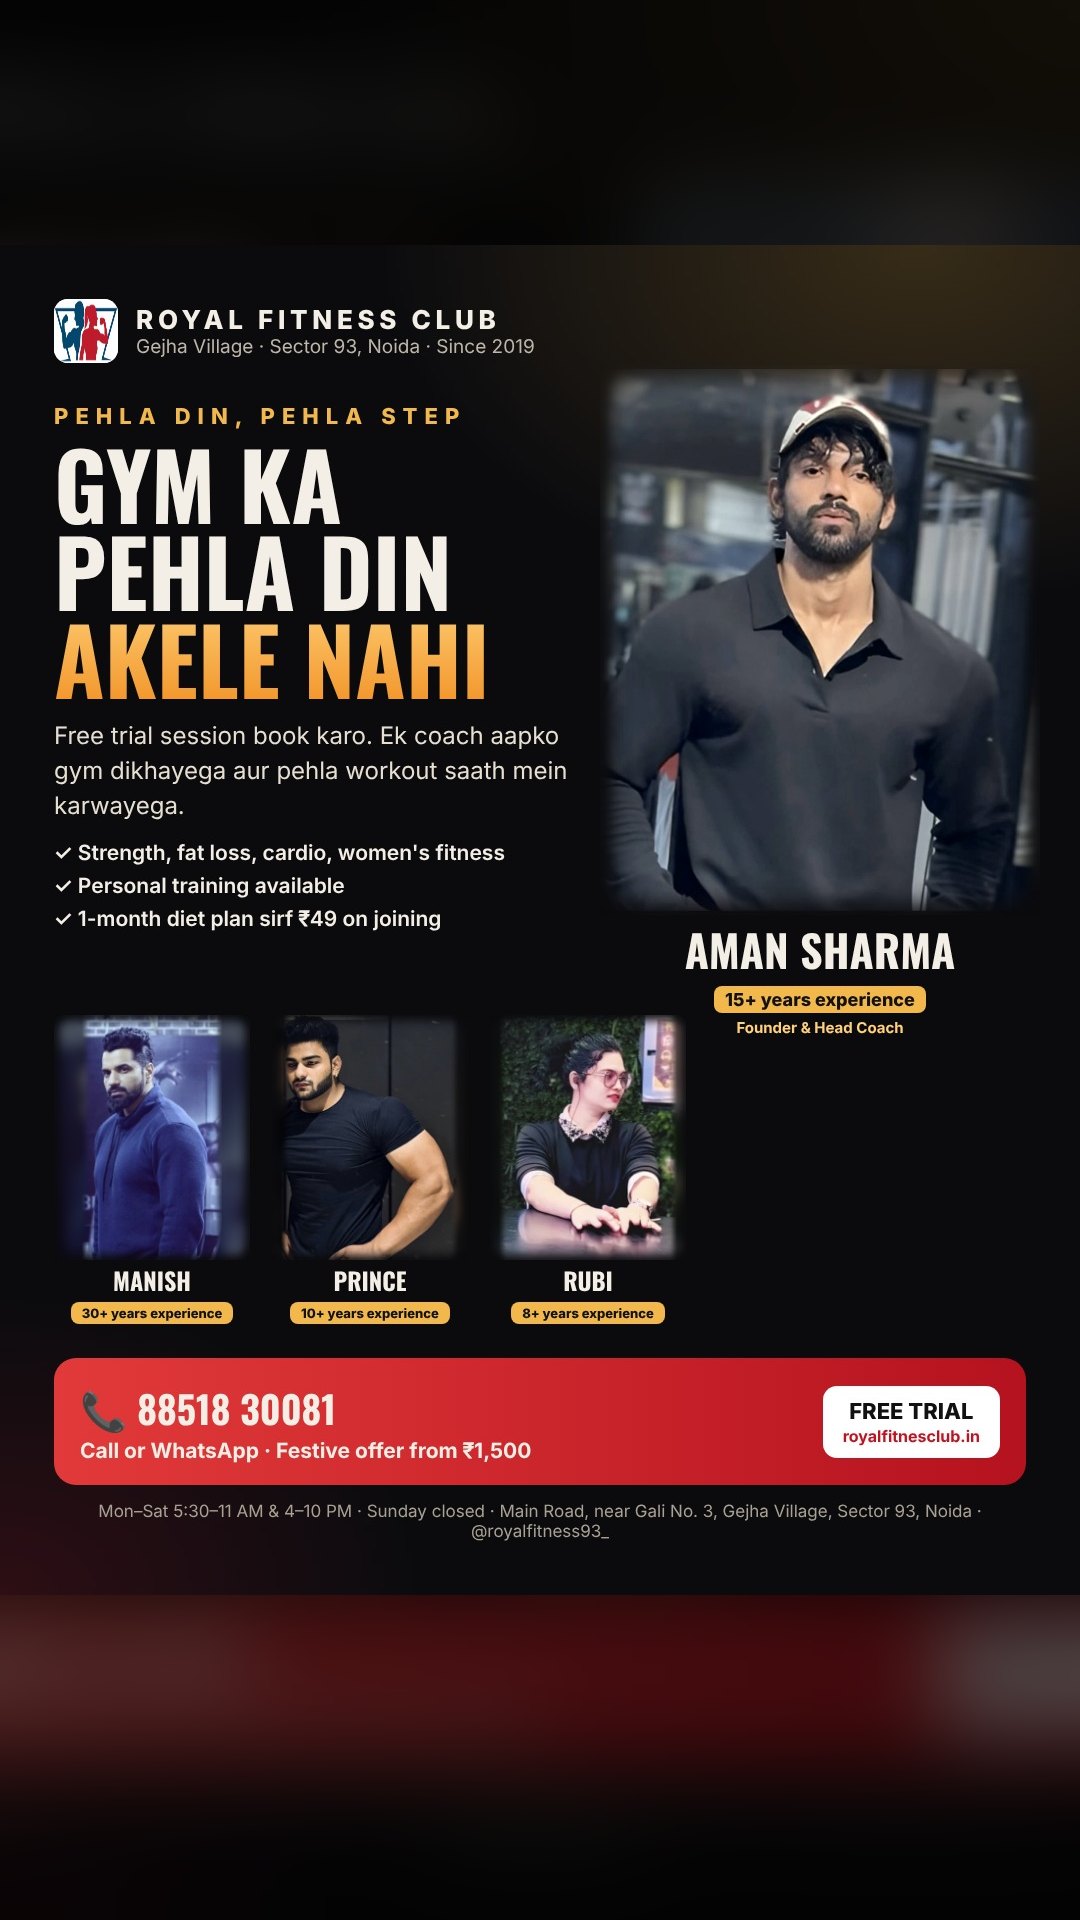 ROYAL FITNESS CLUB
Gejha Village · Sector 93, Noida · Since 2019
PEHLA DIN, PEHLA STEP
GYM KA
PEHLA DIN
AKELE NAHI
Free trial session book karo. Ek coach aapko
gym dikhayega aur pehla workout saath mein
karwayega.
✓ Strength, fat loss, cardio, women's fitness
✓ Personal training available
✓ 1-month diet plan sirf ₹49 on joining
AMAN SHARMA
15+ years experience
Founder & Head Coach
MANISH
30+ years experience
PRINCE
10+ years experience
RUBI
8+ years experience
📞 88518 30081
Call or WhatsApp · Festive offer from ₹1,500
FREE TRIAL
royalfitnesclub.in
Mon–Sat 5:30–11 AM & 4–10 PM · Sunday closed · Main Road, near Gali No. 3, Gejha Village, Sector 93, Noida ·
@royalfitness93_